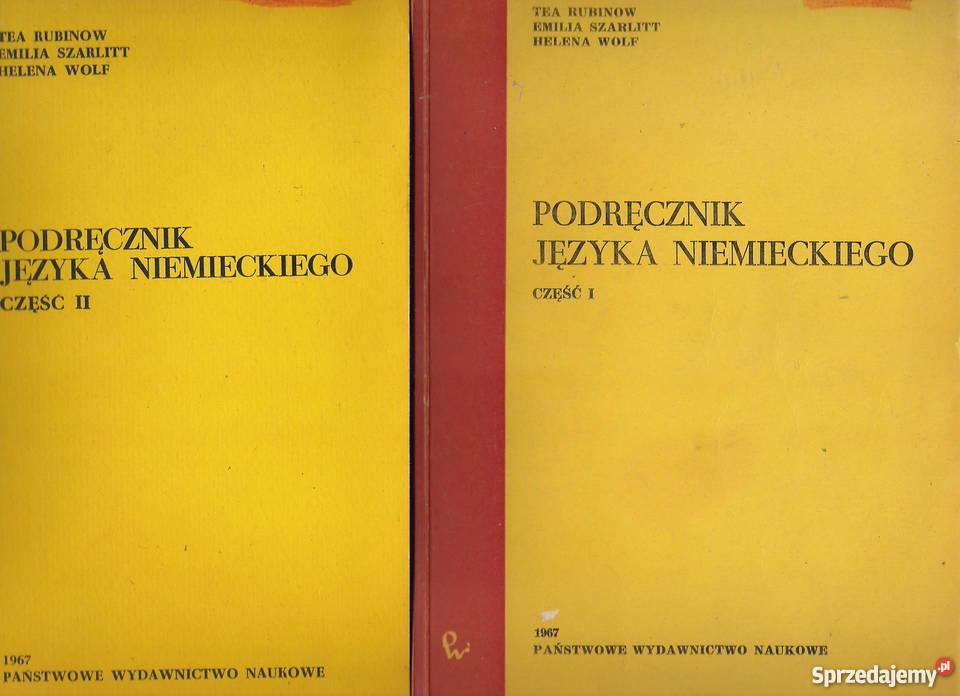 TEA RUBINOW
EMILIA SZARLITT
HELENA WOLF
PODRĘCZNIK
JĘZYKA NIEMIECKIEGO
CZĘŚĆ II
1967
PAŃSTWOWE WYDAWNICTWO NAUKOWE
TEA RUBINOW
EMILIA SZARLITT
HELENA WOLF
PODRĘCZNIK
JĘZYKA NIEMIECKIEGO
CZĘŚĆ I
1967
PAŃSTWOWE WYDAWNICTWO NAUKOWE
Sprzedajemy.pl